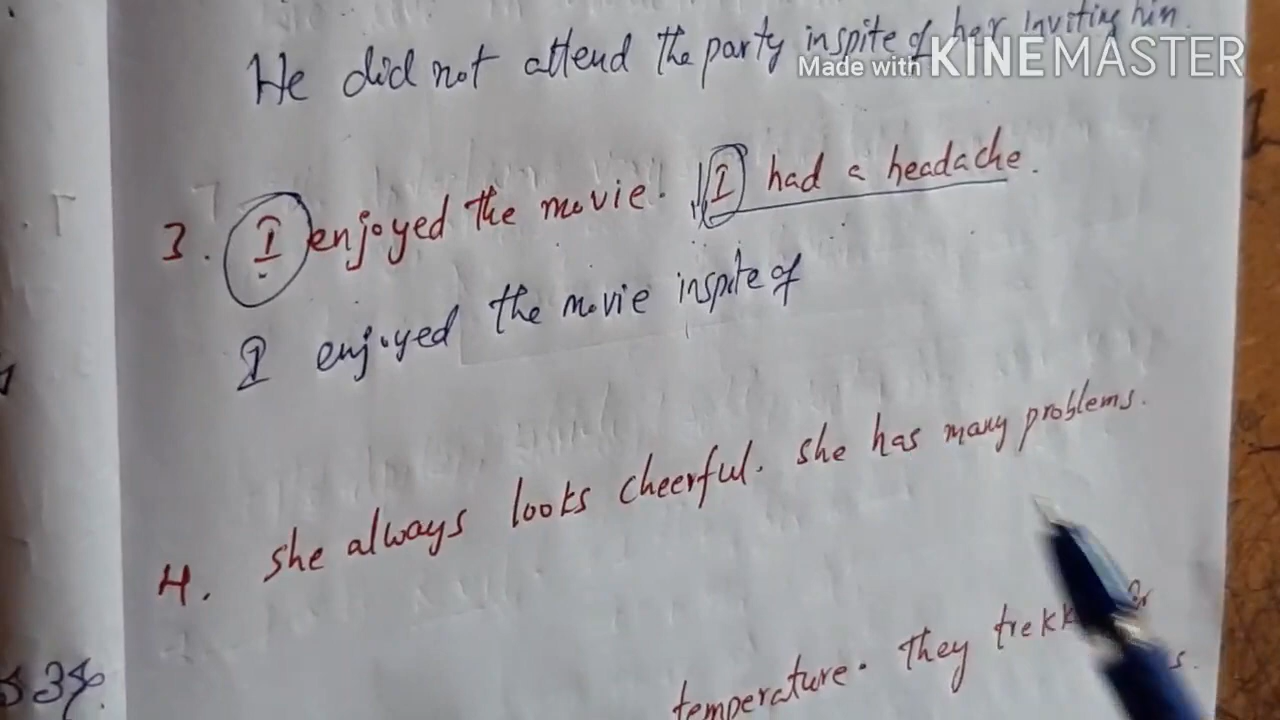 He did not attend the party inspite of her inviting him.
Made with KINEMASTER
3. I enjoyed the movie. I had a headache.
I enjoyed the movie inspite of
4. she always looks cheerful. she has many problems.
temperature. They trekk